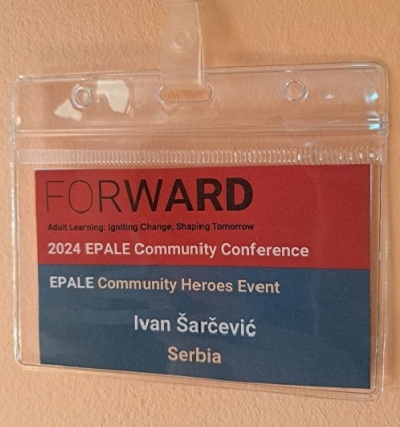 FORWARD
Adult Learning: Igniting Change, Shaping Tomorrow
2024 EPALE Community Conference
EPALE Community Heroes Event
Ivan Šarčević
Serbia